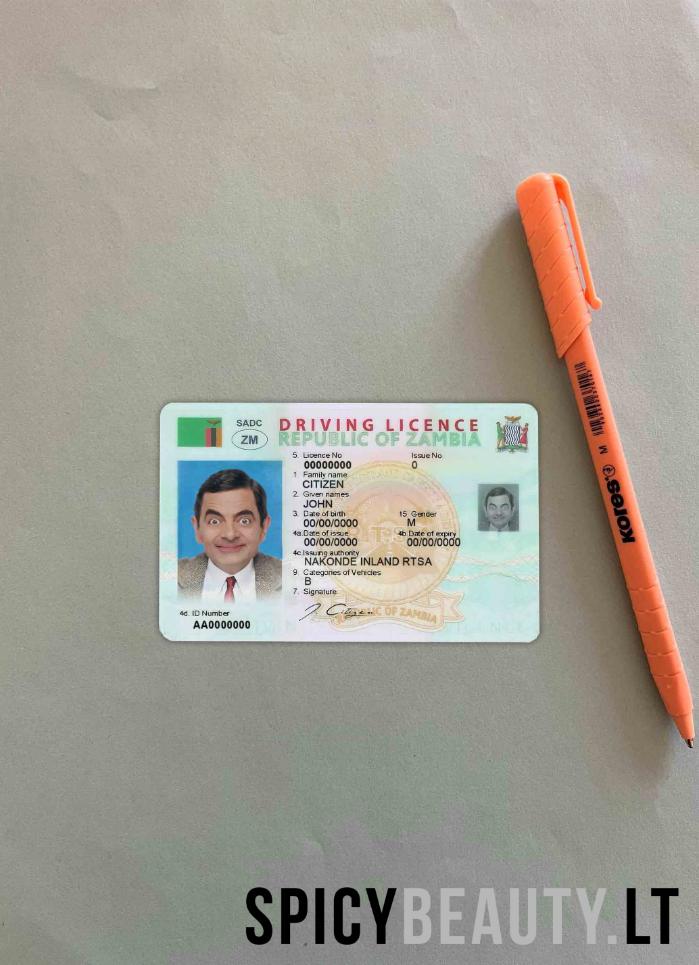 SADC
ZM
DRIVING LICENCE
REPUBLIC OF ZAMBIA
5. Licence No
00000000
Issue No
0
1. Family name
CITIZEN
2. Given names
JOHN
3. Date of birth
00/00/0000
15 Gender
M
4a. Date of issue
00/00/0000
4b. Date of expiry
00/00/0000
4c. Issuing authority
NAKONDE INLAND RTSA
9. Categories of Vehicles
B
7. Signature
REPUBLIC OF ZAMBIA
4d. ID Number
AA0000000
M
Kores
SPICYBEAUTY.LT